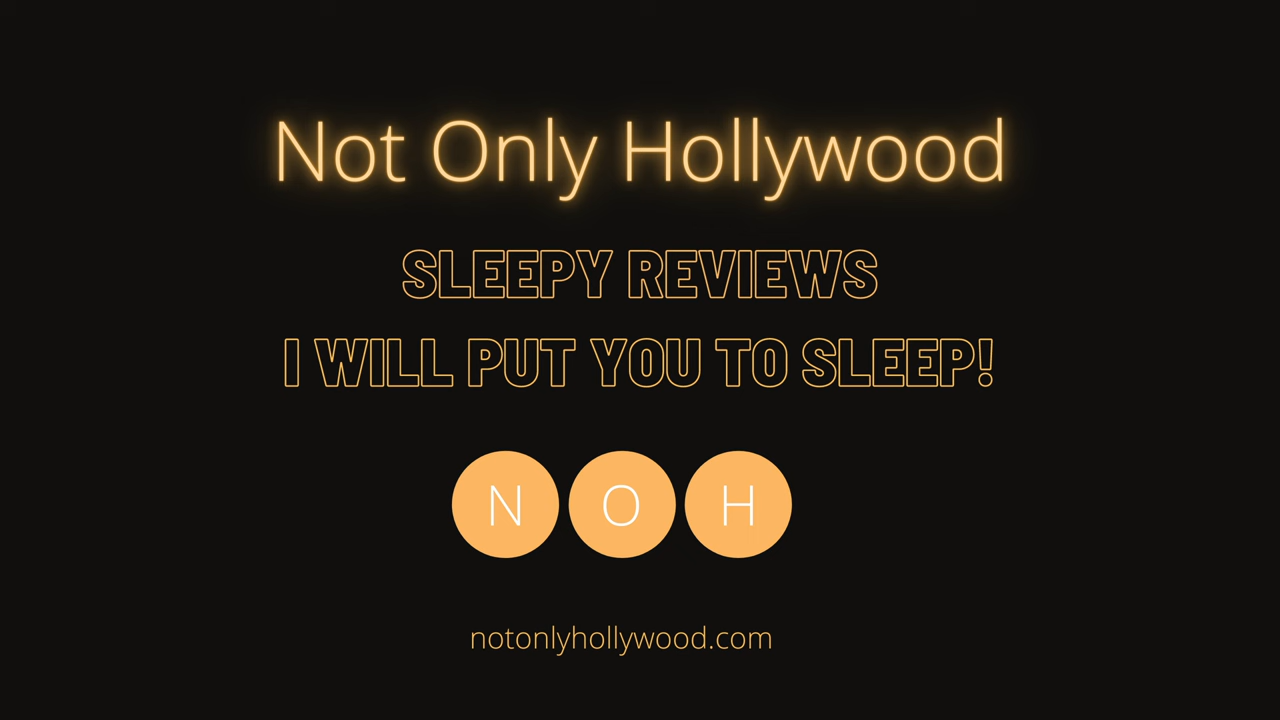 Not Only Hollywood
SLEEPY REVIEWS
I WILL PUT YOU TO SLEEP!
N O H
notonlyhollywood.com